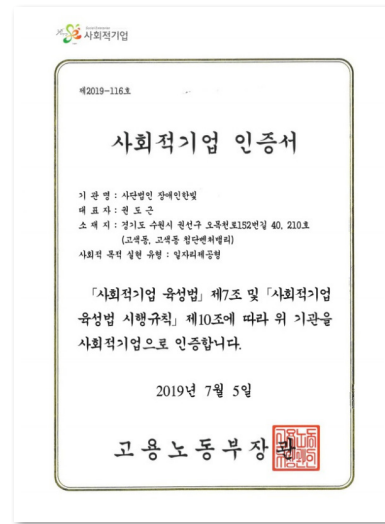 사회적기업
제2019-116호
사회적기업 인증서
기 관 명 : 사단법인 장애인한빛
대 표 자 : 권 도 근
소 재 지 : 경기도 수원시 권선구 오목천로152번길 40, 210호
(고색동, 고색동 첨단벤처밸리)
사회적 목적 실현 유형 : 일자리제공형
「사회적기업 육성법」 제7조 및 「사회적기업
육성법 시행규칙」 제10조에 따라 위 기관을
사회적기업으로 인증합니다.
2019년 7월 5일
고용노동부장관